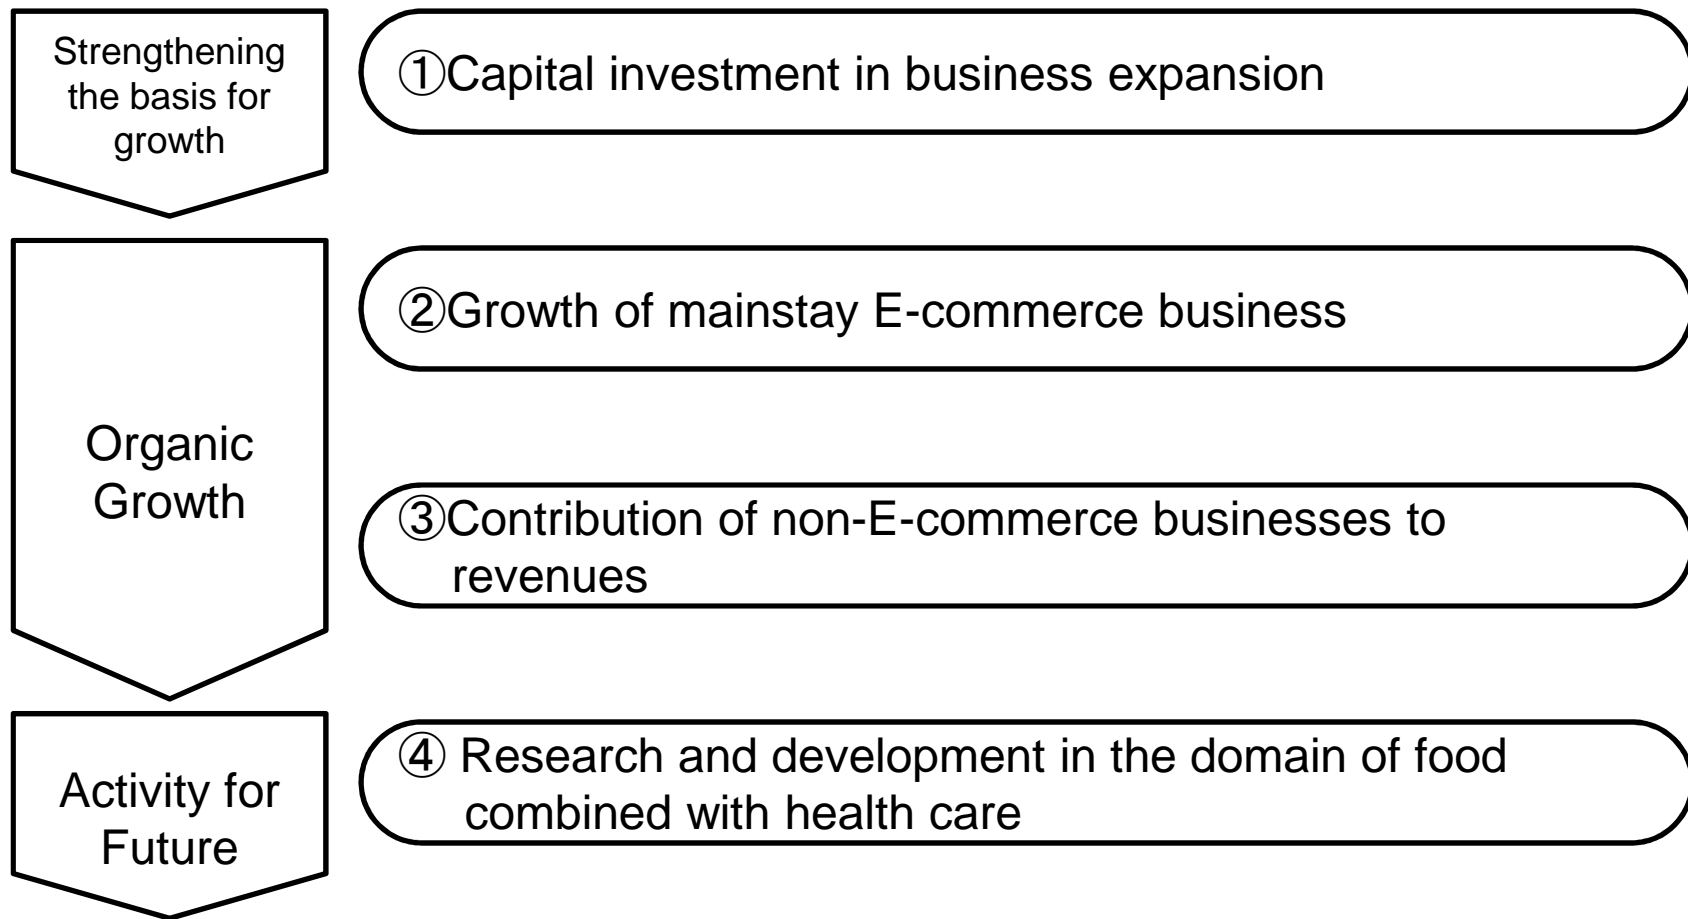 Strengthening
the basis for
growth
①Capital investment in business expansion
Organic
Growth
②Growth of mainstay E-commerce business
③Contribution of non-E-commerce businesses to
revenues
Activity for
Future
④ Research and development in the domain of food
combined with health care